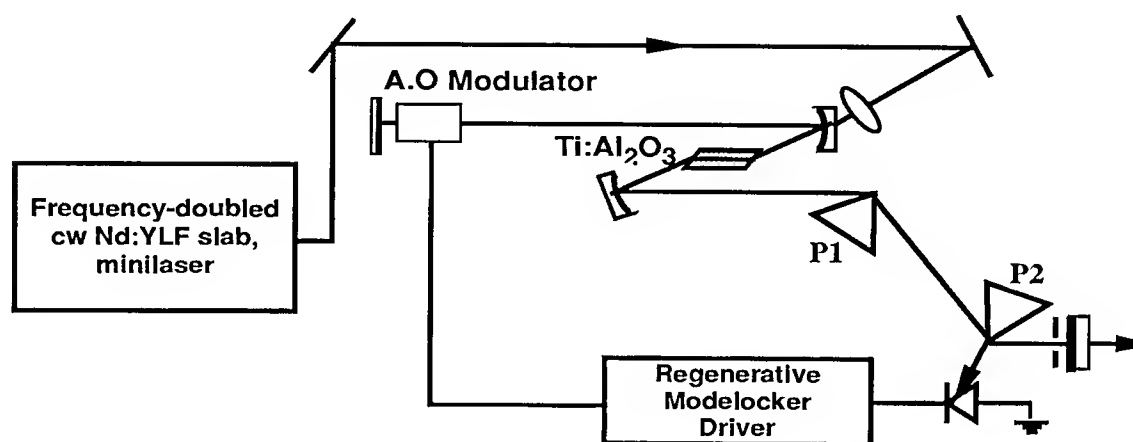 A.O Modulator
Ti:Al2O3
Frequency-doubled
cw Nd:YLF slab,
minilaser
P1
P2
Regenerative
Modelocker
Driver